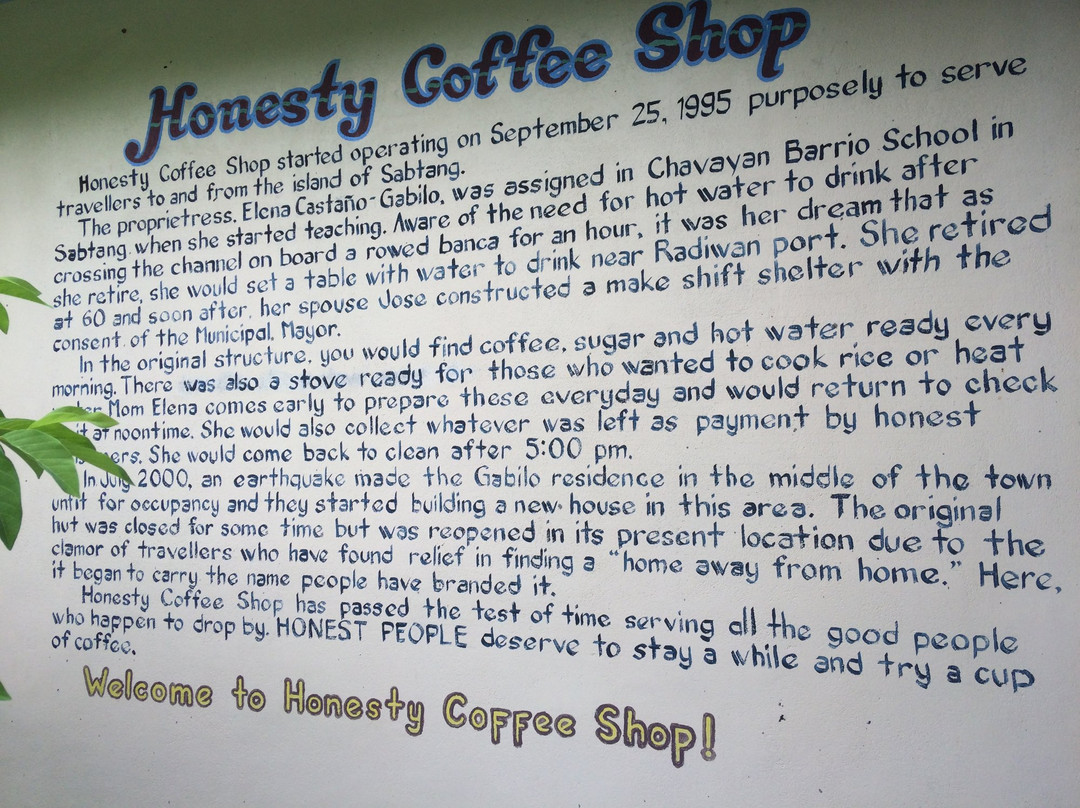 Honesty Coffee Shop
Honesty Coffee Shop started operating on September 25, 1995 purposely to serve
travellers to and from the island of Sabtang.
The proprietress, Elena Castaño-Gabilo, was assigned in Chavayan Barrio School in
Sabtang when she started teaching. Aware of the need for hot water to drink after
crossing the channel on board a rowed banca for an hour, it was her dream that as
she retire, she would set a table with water to drink near Radiwan port. She retired
at 60 and soon after, her spouse Jose constructed a make shift shelter with the
consent of the Municipal Mayor.
In the original structure, you would find coffee, sugar and hot water ready every
morning. There was also a stove ready for those who wanted to cook rice or heat
Mom Elena comes early to prepare these everyday and would return to check
it at noontime. She would also collect whatever was left as payment by honest
She would come back to clean after 5:00 pm.
In July 2000, an earthquake made the Gabilo residence in the middle of the town
unfit for occupancy and they started building a new house in this area. The original
hut was closed for some time but was reopened in its present location due to the
clamor of travellers who have found relief in finding a "home away from home." Here,
it began to carry the name people have branded it.
Honesty Coffee Shop has passed the test of time serving all the good people
who happen to drop by. HONEST PEOPLE deserve to stay a while and try a cup
of coffee.
Welcome to Honesty Coffee Shop!